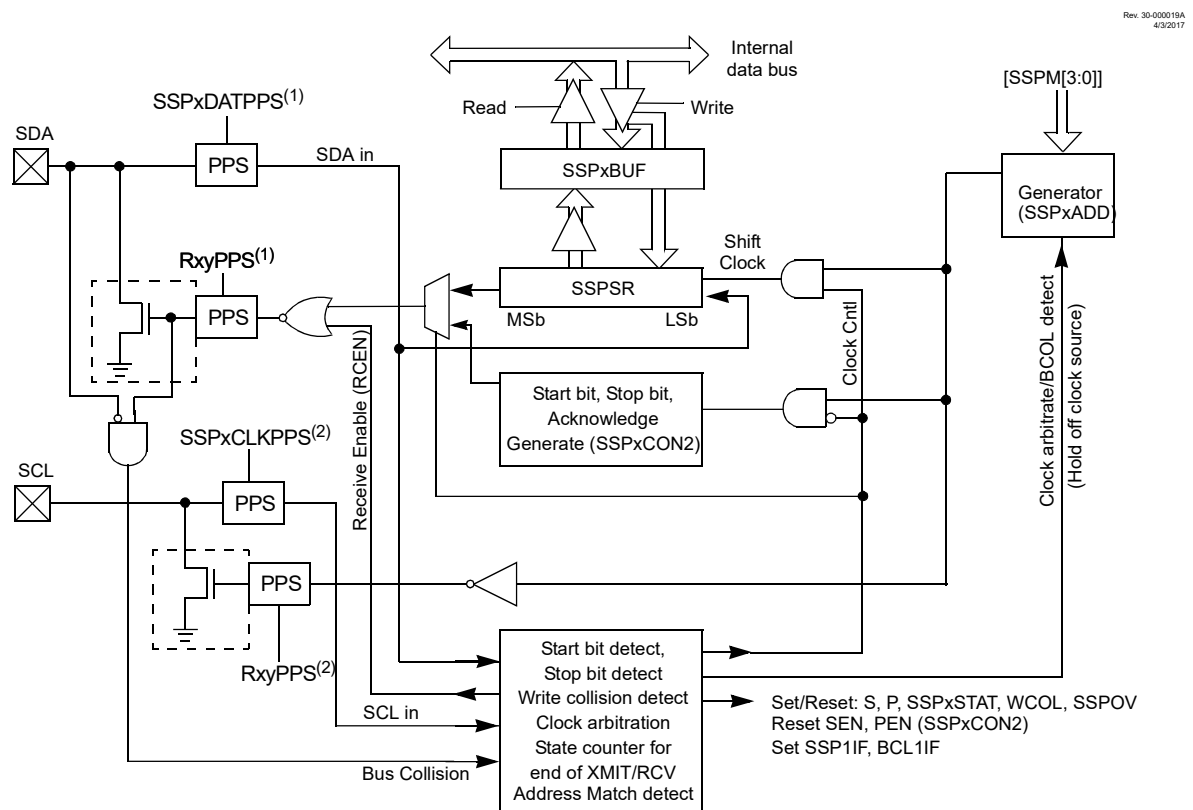 Rev. 30-000019A
4/3/2017
Internal
data bus
[SSPM[3:0]]
Read
Write
SSPxDATPPS(1)
SDA
PPS
SDA in
SSPxBUF
Generator
(SSPxADD)
RxyPPS(1)
Shift
Clock
PPS
SSPSR
MSb
LSb
Receive Enable (RCEN)
Clock Cntl
Clock arbitrate/BCOL detect
(Hold off clock source)
Start bit, Stop bit,
Acknowledge
Generate (SSPxCON2)
SSPxCLKPPS(2)
SCL
PPS
PPS
RxyPPS(2)
SCL in
Bus Collision
Start bit detect,
Stop bit detect
Write collision detect
Clock arbitration
State counter for
end of XMIT/RCV
Address Match detect
Set/Reset: S, P, SSPxSTAT, WCOL, SSPOV
Reset SEN, PEN (SSPxCON2)
Set SSP1IF, BCL1IF